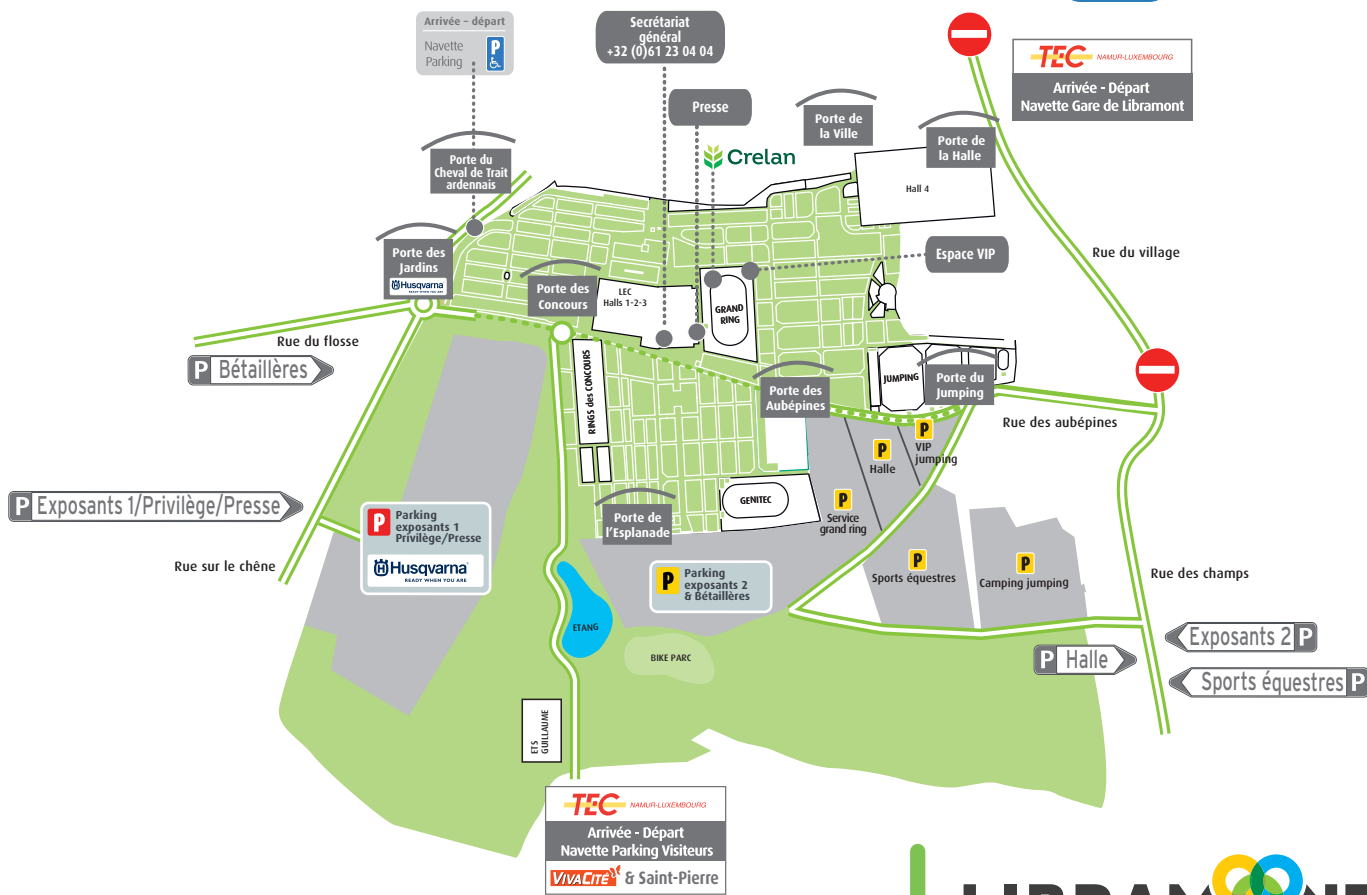 Arrivée – départ
Navette
Parking
P
Secrétariat
général
+32 (0)61 23 04 04
Presse
Crelan
Porte de
la Ville
Porte de
la Halle
TEC NAMUR-LUXEMBOURG
Arrivée - Départ
Navette Gare de Libramont
Porte du
Cheval de Trait
ardennais
Hall 4
Porte des
Jardins
Husqvarna
READY WHEN YOU ARE
Porte des
Concours
LEC
Halls 1-2-3
GRAND
RING
Espace VIP
Rue du village
Rue du flosse
P Bétaillères
RINGS des CONCOURS
Porte des
Aubépines
JUMPING
Porte du
Jumping
Rue des aubépines
P
VIP
jumping
P
Halle
P Exposants 1/Privilège/Presse
P
Parking
exposants 1
Privilège/Presse
Husqvarna
READY WHEN YOU ARE
Rue sur le chêne
Porte de
l'Esplanade
GENITEC
P
Service
grand ring
P
Sports équestres
P
Camping jumping
Rue des champs
P
Parking
exposants 2
& Bétaillères
ETANG
BIKE PARC
Exposants 2 P
P Halle
Sports équestres P
ETS
GUILLAUME
TEC NAMUR-LUXEMBOURG
Arrivée - Départ
Navette Parking Visiteurs
VIVACITÉ & Saint-Pierre